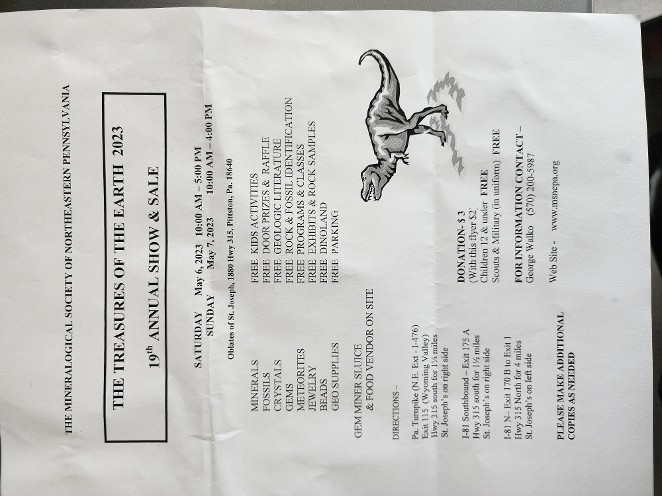 THE MINERALOGICAL SOCIETY OF NORTHEASTERN PENNSYLVANIA
THE TREASURES OF THE EARTH 2023
19th ANNUAL SHOW & SALE
SATURDAY May 6, 2023 10:00 AM – 5:00 PM
SUNDAY May 7, 2023 10:00 AM – 4:00 PM
Oblates of St. Joseph, 1880 Hwy 315, Pittston, Pa. 18640
MINERALS FREE KIDS ACTIVITIES
FOSSILS FREE DOOR PRIZES & RAFFLE
CRYSTALS FREE GEOLOGIC LITERATURE
GEMS FREE ROCK & FOSSIL IDENTIFICATION
METEORITES FREE PROGRAMS & CLASSES
JEWELRY FREE EXHIBITS & ROCK SAMPLES
BEADS FREE DINOLAND
GEO SUPPLIES FREE PARKING
GEM MINER SLUICE
& FOOD VENDOR ON SITE
DIRECTIONS –
Pa. Turnpike (N.E. Ext - I-476)
Exit 115 (Wyoming Valley)
Hwy 315 south for 1¼ miles
St. Joseph's on right side
I-81 Southbound – Exit 175 A
Hwy 315 south for 1½ miles
St. Joseph's on right side
I-81 N– Exit 170 B to Exit 1
Hwy 315 North for 4 miles
St. Joseph's on left side
DONATION- $ 3
(With this flyer $2)
Children 12 & under FREE
Scouts & Military (in uniform) FREE
FOR INFORMATION CONTACT –
George Walko (570) 200-5987
Web Site - www.msnepa.org
PLEASE MAKE ADDITIONAL
COPIES AS NEEDED